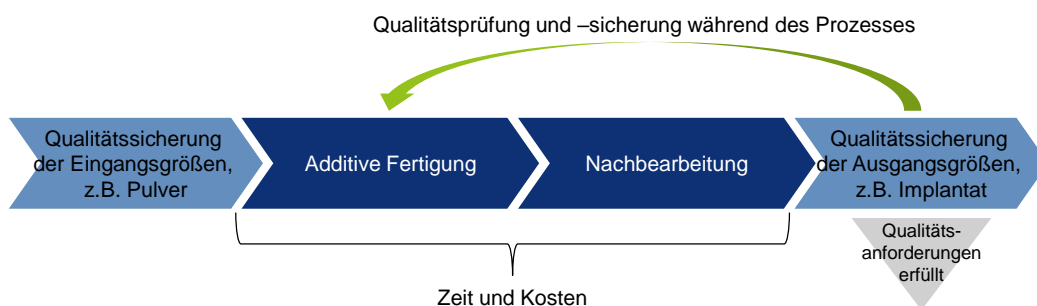 Qualitätsprüfung und –sicherung während des Prozesses
Qualitätssicherung
der Eingangsgrößen,
z.B. Pulver
Additive Fertigung
Nachbearbeitung
Qualitätssicherung
der Ausgangsgrößen,
z.B. Implantat
Qualitäts-
anforderungen
erfüllt
Zeit und Kosten